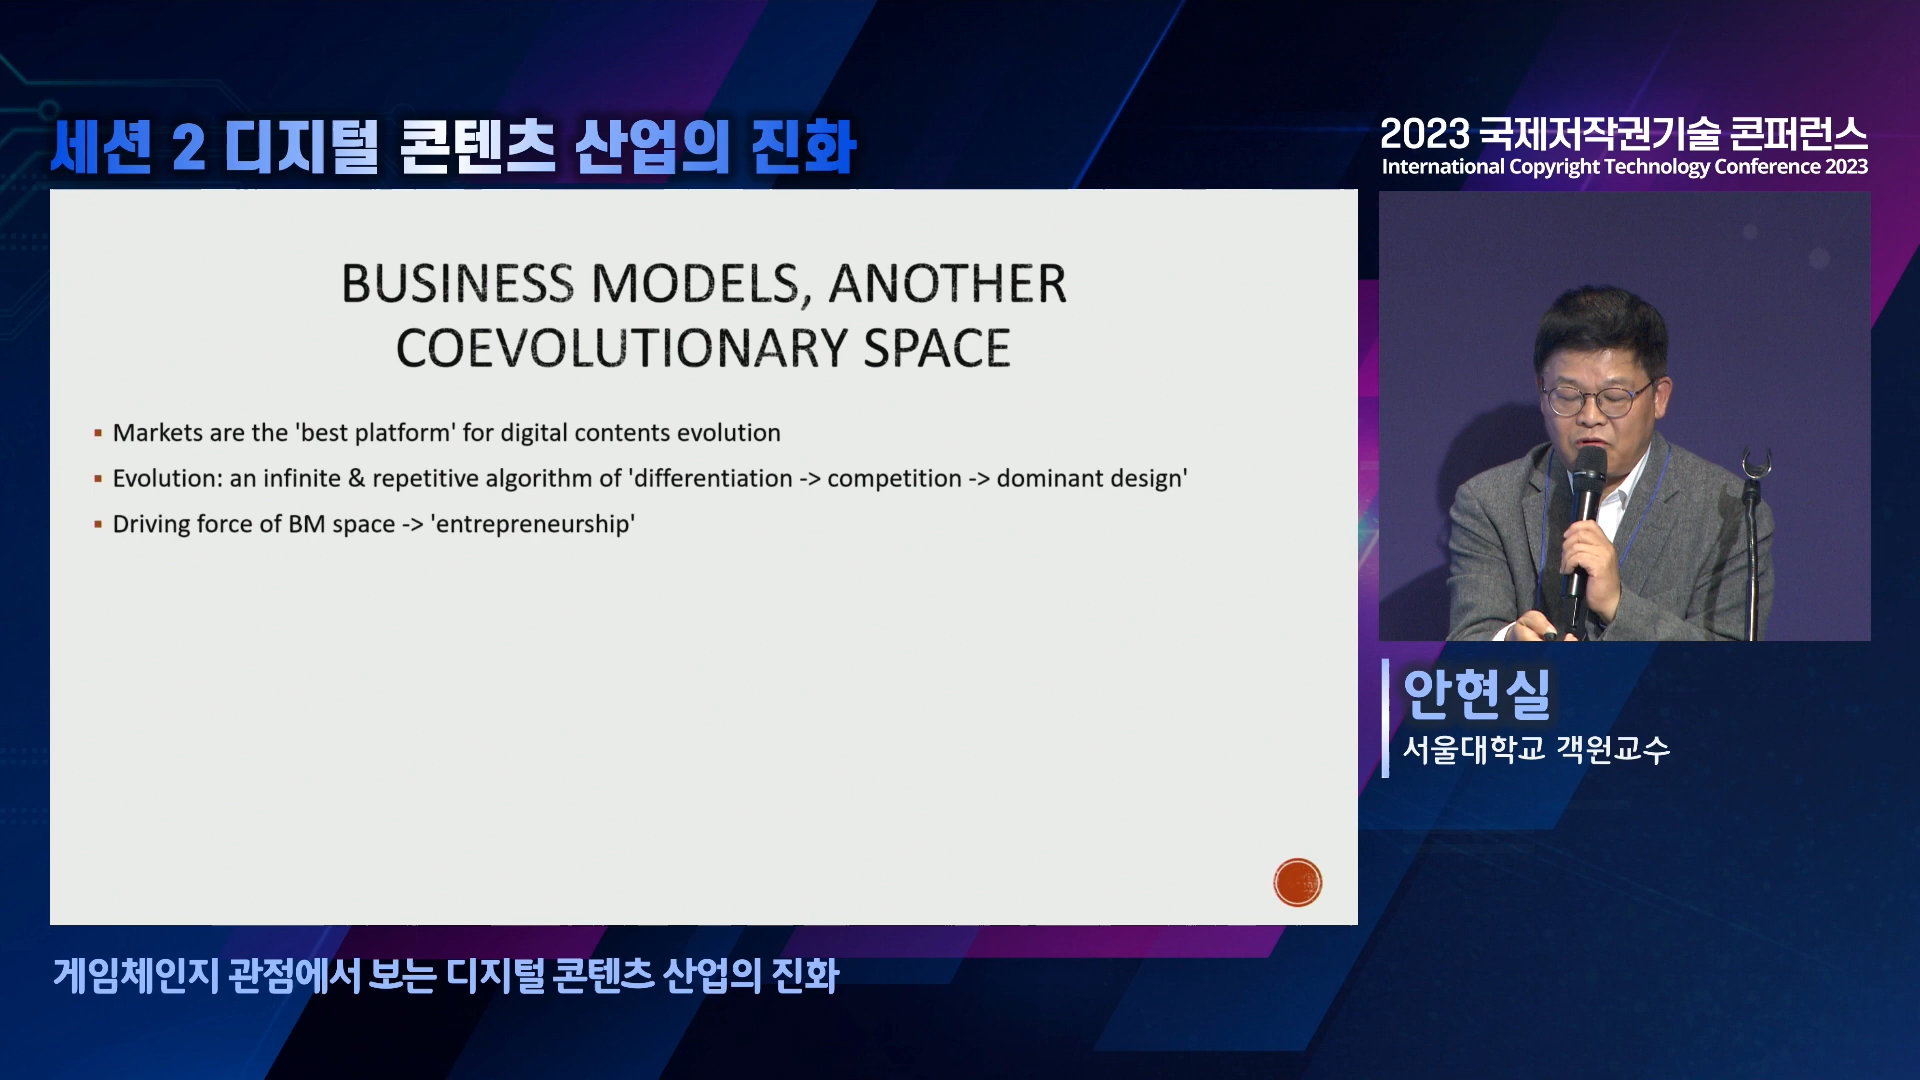 세션 2 디지털 콘텐츠 산업의 진화
2023 국제저작권기술 콘퍼런스
International Copyright Technology Conference 2023
BUSINESS MODELS, ANOTHER
COEVOLUTIONARY SPACE
Markets are the 'best platform' for digital contents evolution
Evolution: an infinite & repetitive algorithm of 'differentiation -> competition -> dominant design'
Driving force of BM space -> 'entrepreneurship'
안현실
서울대학교 객원교수
게임체인지 관점에서 보는 디지털 콘텐츠 산업의 진화